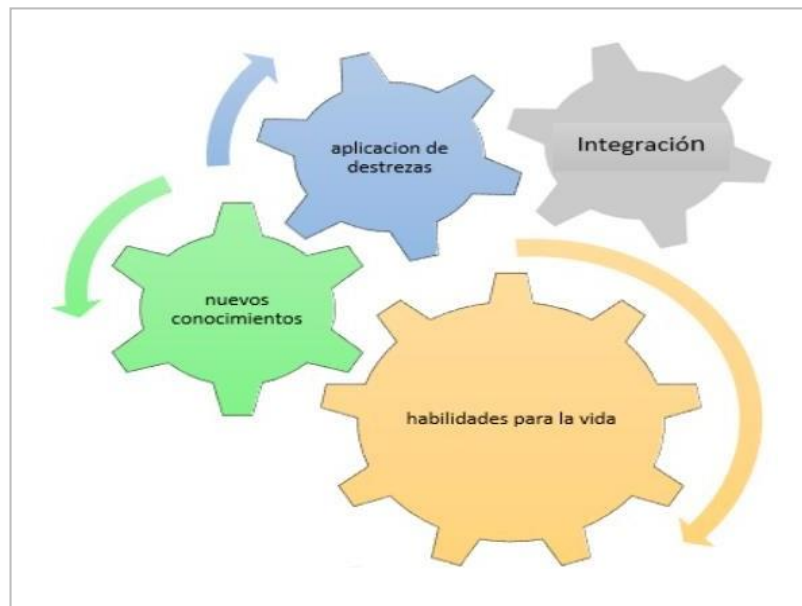 aplicacion de
destrezas
Integración
nuevos
conocimientos
habilidades para la vida